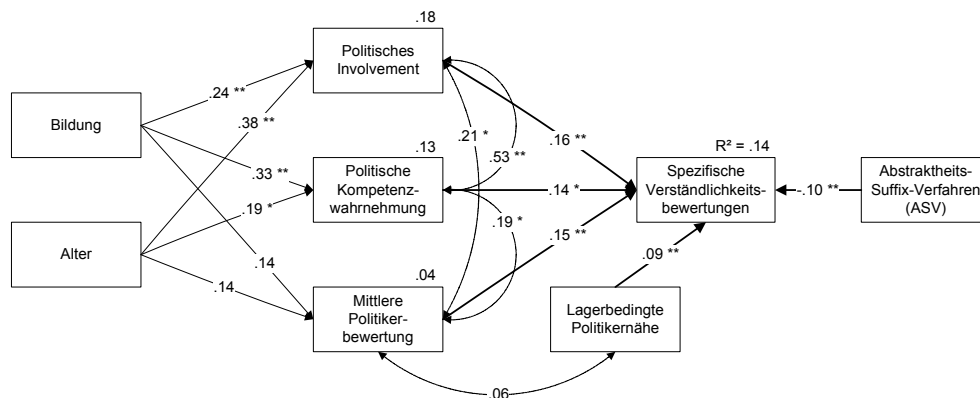 .18
Politisches
Involvement
.24 **
Bildung
.38 **
.21 *
.16 **
.13
.53 **
R² = .14
.33 **
Politische
Kompetenz-
wahrnehmung
.14 *
Spezifische
Verständlichkeits-
bewertungen
-.10 **
Abstraktheits-
Suffix-Verfahren
(ASV)
.19 *
.19 *
Alter
.15 **
.14
.09 **
.04
.14
Mittlere
Politiker-
bewertung
Lagerbedingte
Politikernähe
.06